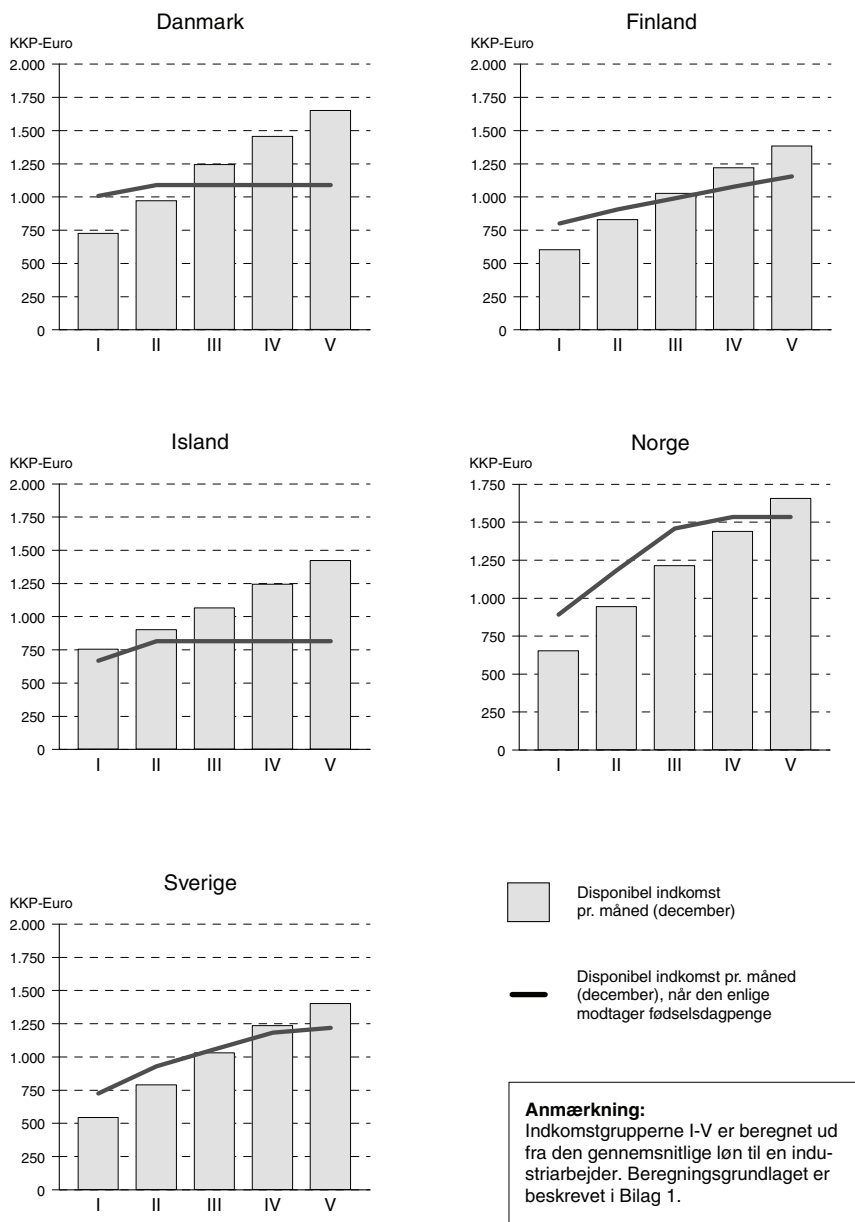 Danmark
KKP-Euro
2.000
1.750
1.500
1.250
1.000
750
500
250
0
I II III IV V
Finland
KKP-Euro
2.000
1.750
1.500
1.250
1.000
750
500
250
0
I II III IV V
Island
KKP-Euro
2.000
1.750
1.500
1.250
1.000
750
500
250
0
I II III IV V
Norge
KKP-Euro
1.750
1.500
1.250
1.000
750
500
250
0
I II III IV V
Sverige
KKP-Euro
2.000
1.750
1.500
1.250
1.000
750
500
250
0
I II III IV V
Disponibel indkomst
pr. måned (december)
Disponibel indkomst pr. måned
(december), når den enlige
modtager fødselsdagpenge
Anmærkning:
Indkomstgrupperne I-V er beregnet ud
fra den gennemsnitlige løn til en indu-
striarbejder. Beregningsgrundlaget er
beskrevet i Bilag 1.